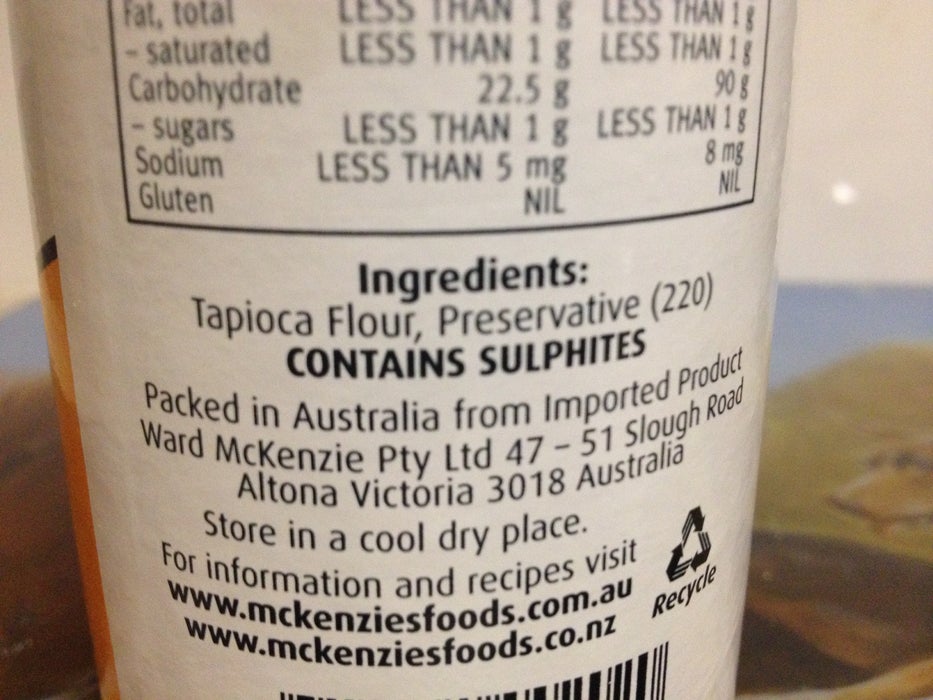 Fat, total LESS THAN 1 g LESS THAN 1 g
- saturated LESS THAN 1 g LESS THAN 1 g
Carbohydrate 22.5 g 90 g
- sugars LESS THAN 1 g LESS THAN 1 g
Sodium LESS THAN 5 mg 8 mg
Gluten NIL NIL
Ingredients:
Tapioca Flour, Preservative (220)
CONTAINS SULPHITES
Packed in Australia from Imported Product
Ward McKenzie Pty Ltd 47 – 51 Slough Road
Altona Victoria 3018 Australia
Store in a cool dry place.
For information and recipes visit
www.mckenziesfoods.com.au
www.mckenziesfoods.co.nz
Recycle